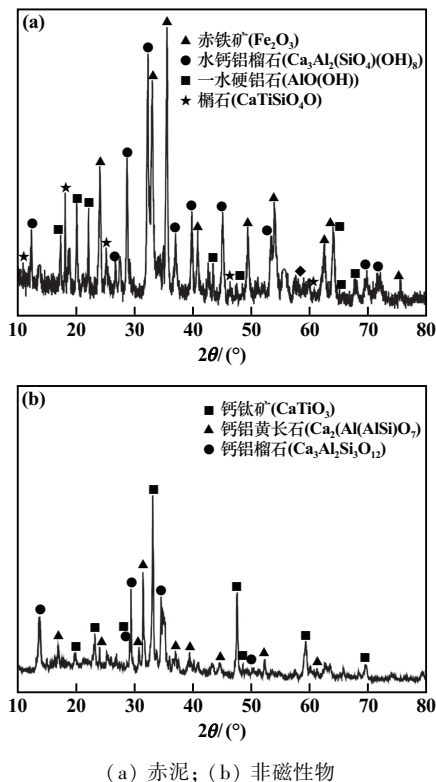 (a)
▲ 赤铁矿(Fe₂O₃)
● 水钙铝榴石(Ca₃Al₂(SiO₄)(OH)₈)
■ 一水硬铝石(AlO(OH))
★ 榍石(CaTiSiO₄O)
10 20 30 40 50 60 70 80
2θ/(°)
(b)
■ 钙钛矿(CaTiO₃)
▲ 钙铝黄长石(Ca₂(Al(AlSi)O₇)
● 钙铝榴石(Ca₃Al₂Si₃O₁₂)
10 20 30 40 50 60 70 80
2θ/(°)
(a) 赤泥; (b) 非磁性物